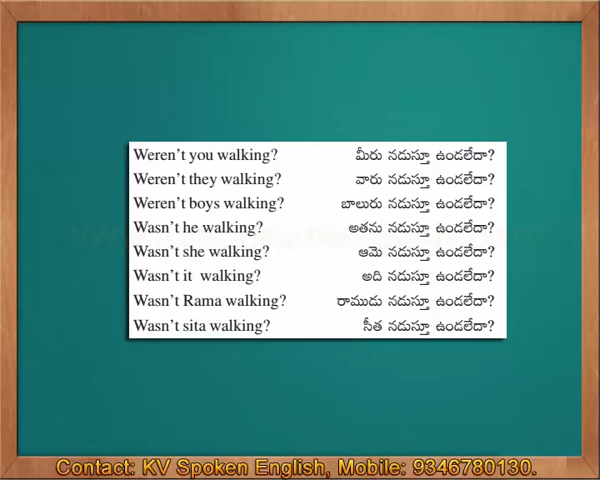 Weren't you walking? మీరు నడుస్తూ ఉండలేదా?
Weren't they walking? వారు నడుస్తూ ఉండలేదా?
Weren't boys walking? బాలురు నడుస్తూ ఉండలేదా?
Wasn't he walking? అతను నడుస్తూ ఉండలేదా?
Wasn't she walking? ఆమె నడుస్తూ ఉండలేదా?
Wasn't it walking? అది నడుస్తూ ఉండలేదా?
Wasn't Rama walking? రాముడు నడుస్తూ ఉండలేదా?
Wasn't sita walking? సీత నడుస్తూ ఉండలేదా?
Contact: KV Spoken English, Mobile: 9346780130.